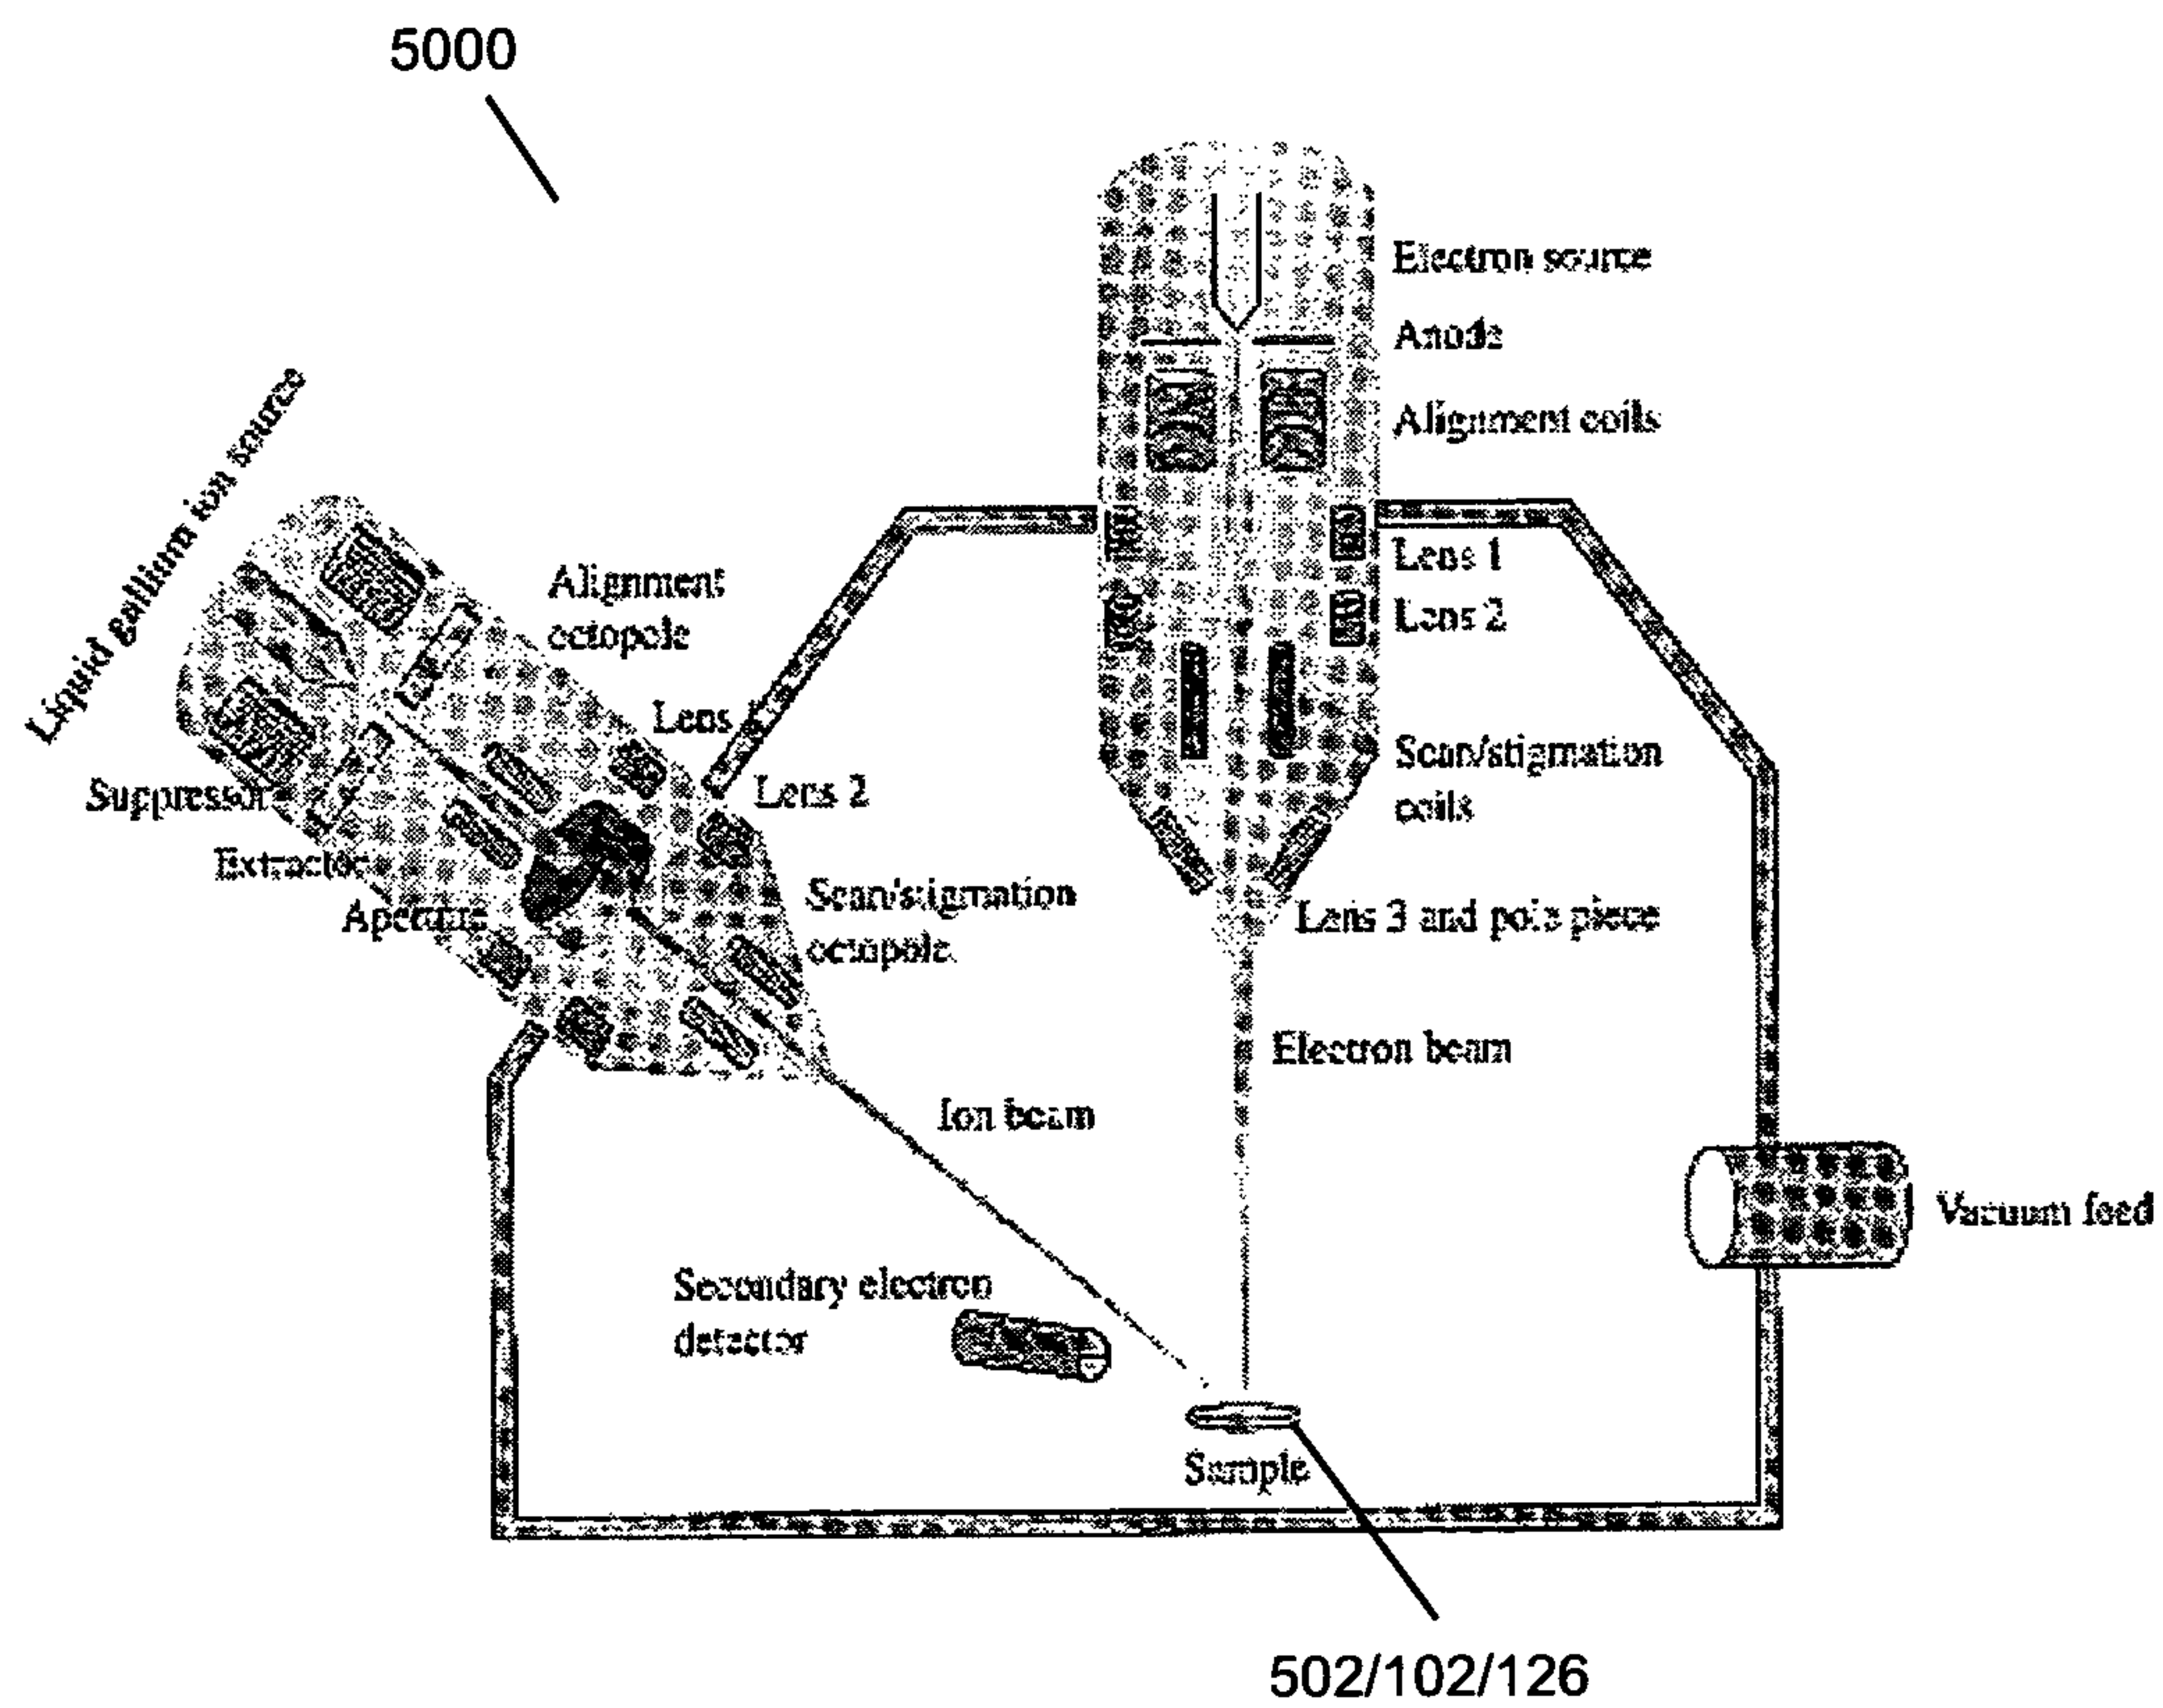 5000
Electron source
Anode
Alignment coils
Lens 1
Lens 2
Scan/stigmation
coils
Lens 3 and pole piece
Electron beam
Liquid gallium ion source
Alignment
octopole
Lens 1
Lens 2
Suppressor
Extractor
Aperture
Scan/stigmation
octopole
Ion beam
Secondary electron
detector
Vacuum feed
Sample
502/102/126